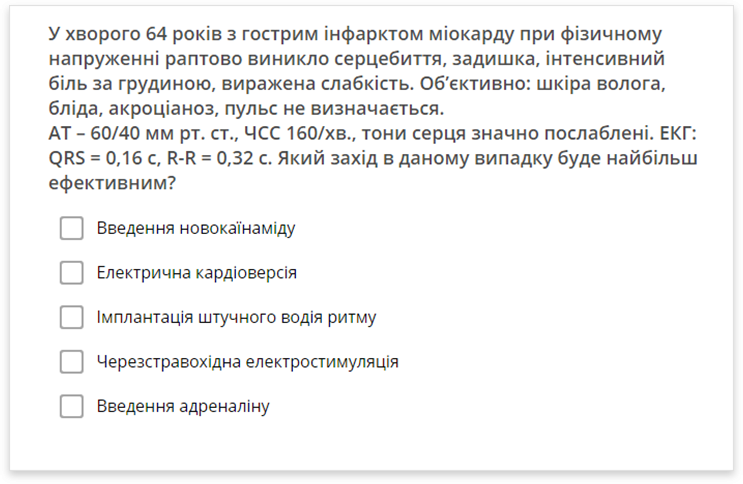 У хворого 64 років з гострим інфарктом міокарду при фізичному
напруженні раптово виникло серцебиття, задишка, інтенсивний
біль за грудиною, виражена слабкість. Об’єктивно: шкіра волога,
бліда, акроціаноз, пульс не визначається.
АТ – 60/40 мм рт. ст., ЧСС 160/хв., тони серця значно послаблені. ЕКГ:
QRS = 0,16 с, R-R = 0,32 с. Який захід в даному випадку буде найбільш
ефективним?
Введення новокаїнаміду
Електрична кардіоверсія
Імплантація штучного водія ритму
Черезстравохідна електростимуляція
Введення адреналіну